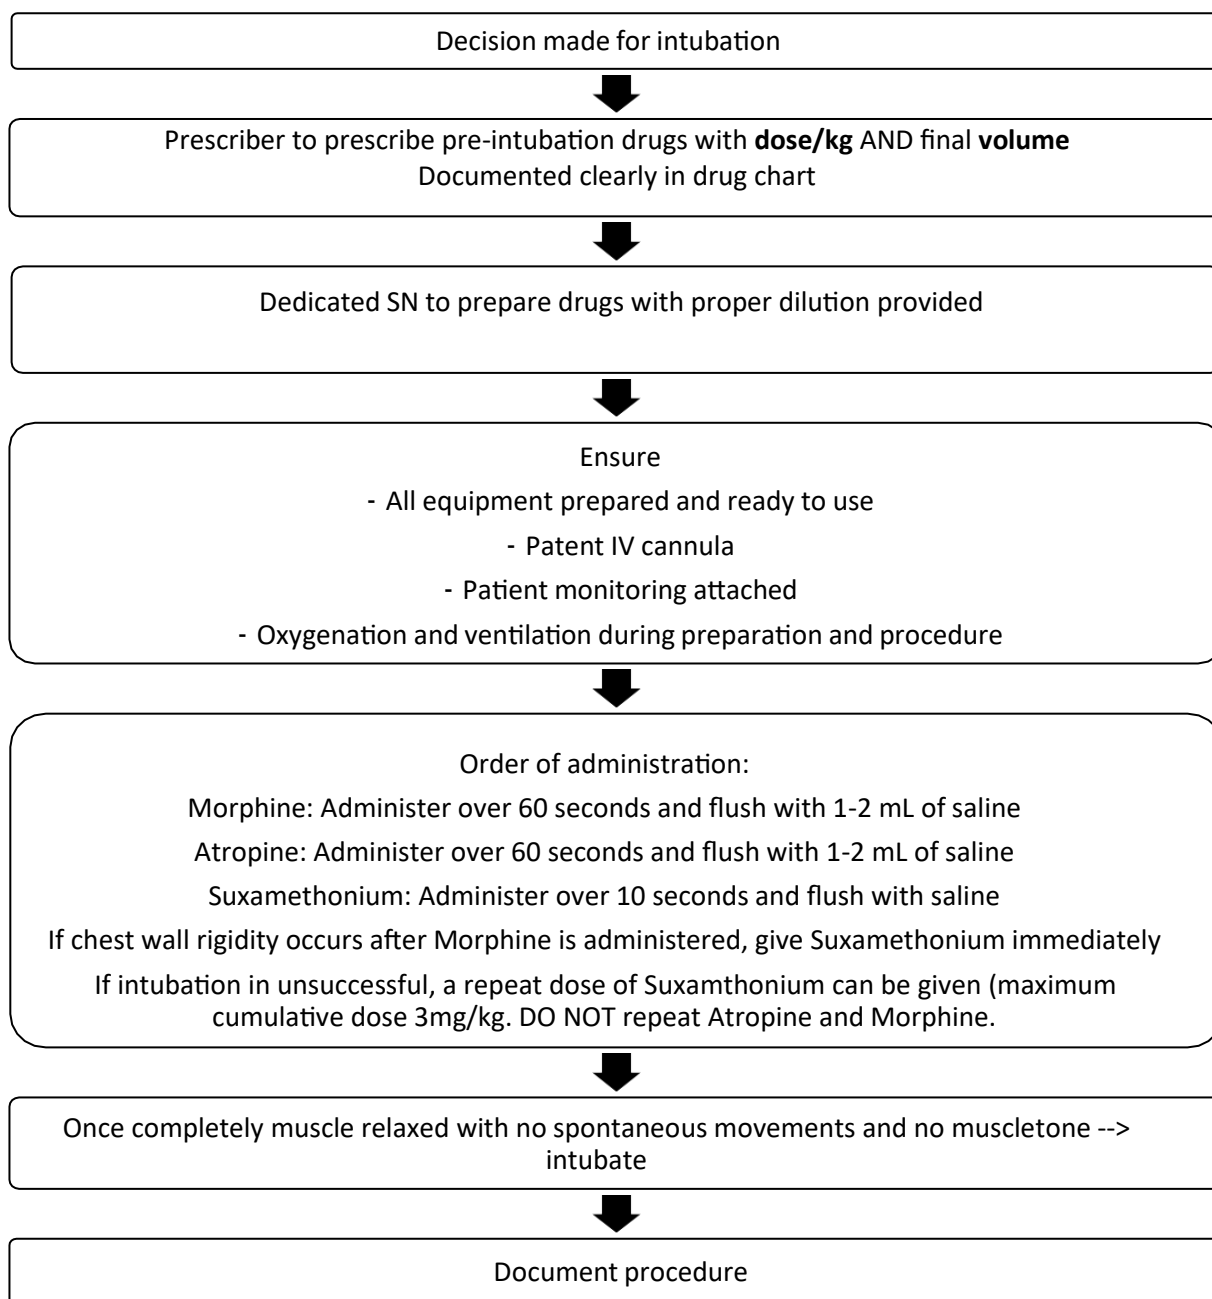 Decision made for intubation
Prescriber to prescribe pre-intubation drugs with dose/kg AND final volume
Documented clearly in drug chart
Dedicated SN to prepare drugs with proper dilution provided
Ensure
- All equipment prepared and ready to use
- Patent IV cannula
- Patient monitoring attached
- Oxygenation and ventilation during preparation and procedure
Order of administration:
Morphine: Administer over 60 seconds and flush with 1-2 mL of saline
Atropine: Administer over 60 seconds and flush with 1-2 mL of saline
Suxamethonium: Administer over 10 seconds and flush with saline
If chest wall rigidity occurs after Morphine is administered, give Suxamethonium immediately
If intubation in unsuccessful, a repeat dose of Suxamthonium can be given (maximum
cumulative dose 3mg/kg. DO NOT repeat Atropine and Morphine.
Once completely muscle relaxed with no spontaneous movements and no muscletone -->
intubate
Document procedure